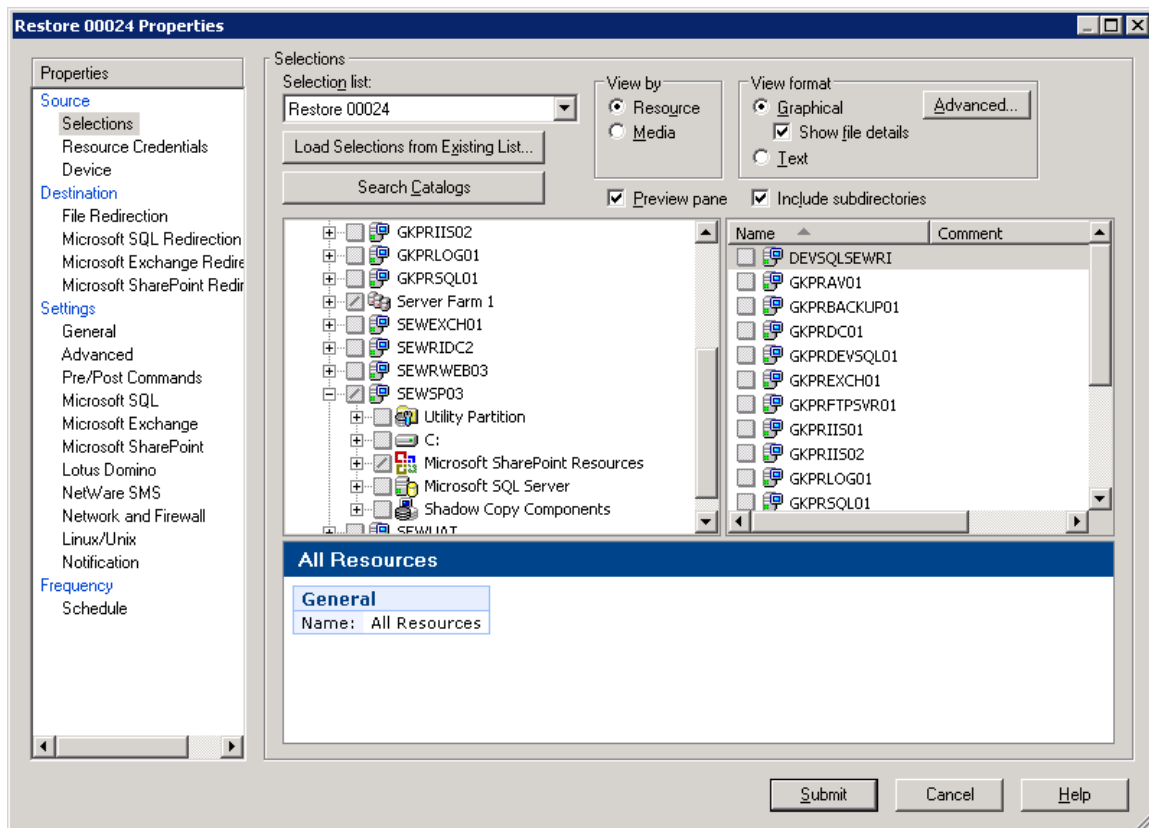 Restore 00024 Properties
Properties
Source
Selections
Resource Credentials
Device
Destination
File Redirection
Microsoft SQL Redirection
Microsoft Exchange Redire
Microsoft SharePoint Redir
Settings
General
Advanced
Pre/Post Commands
Microsoft SQL
Microsoft Exchange
Microsoft SharePoint
Lotus Domino
NetWare SMS
Network and Firewall
Linux/Unix
Notification
Frequency
Schedule
Selections
Selection list:
Restore 00024
Load Selections from Existing List...
Search Catalogs
View by
Resource
Media
View format
Graphical
Advanced...
Show file details
Text
Preview pane
Include subdirectories
GKPRIIS02
GKPRLOG01
GKPRSQL01
Server Farm 1
SEWEXCH01
SEWRIDC2
SEWRWEB03
SEWSP03
Utility Partition
C:
Microsoft SharePoint Resources
Microsoft SQL Server
Shadow Copy Components
SEWUAT
Name Comment
DEVSQLSEWRI
GKPRAV01
GKPRBACKUP01
GKPRDC01
GKPRDEVSQL01
GKPREXCH01
GKPRFTPSVR01
GKPRIIS01
GKPRIIS02
GKPRLOG01
GKPRSQL01
All Resources
General
Name: All Resources
Submit Cancel Help